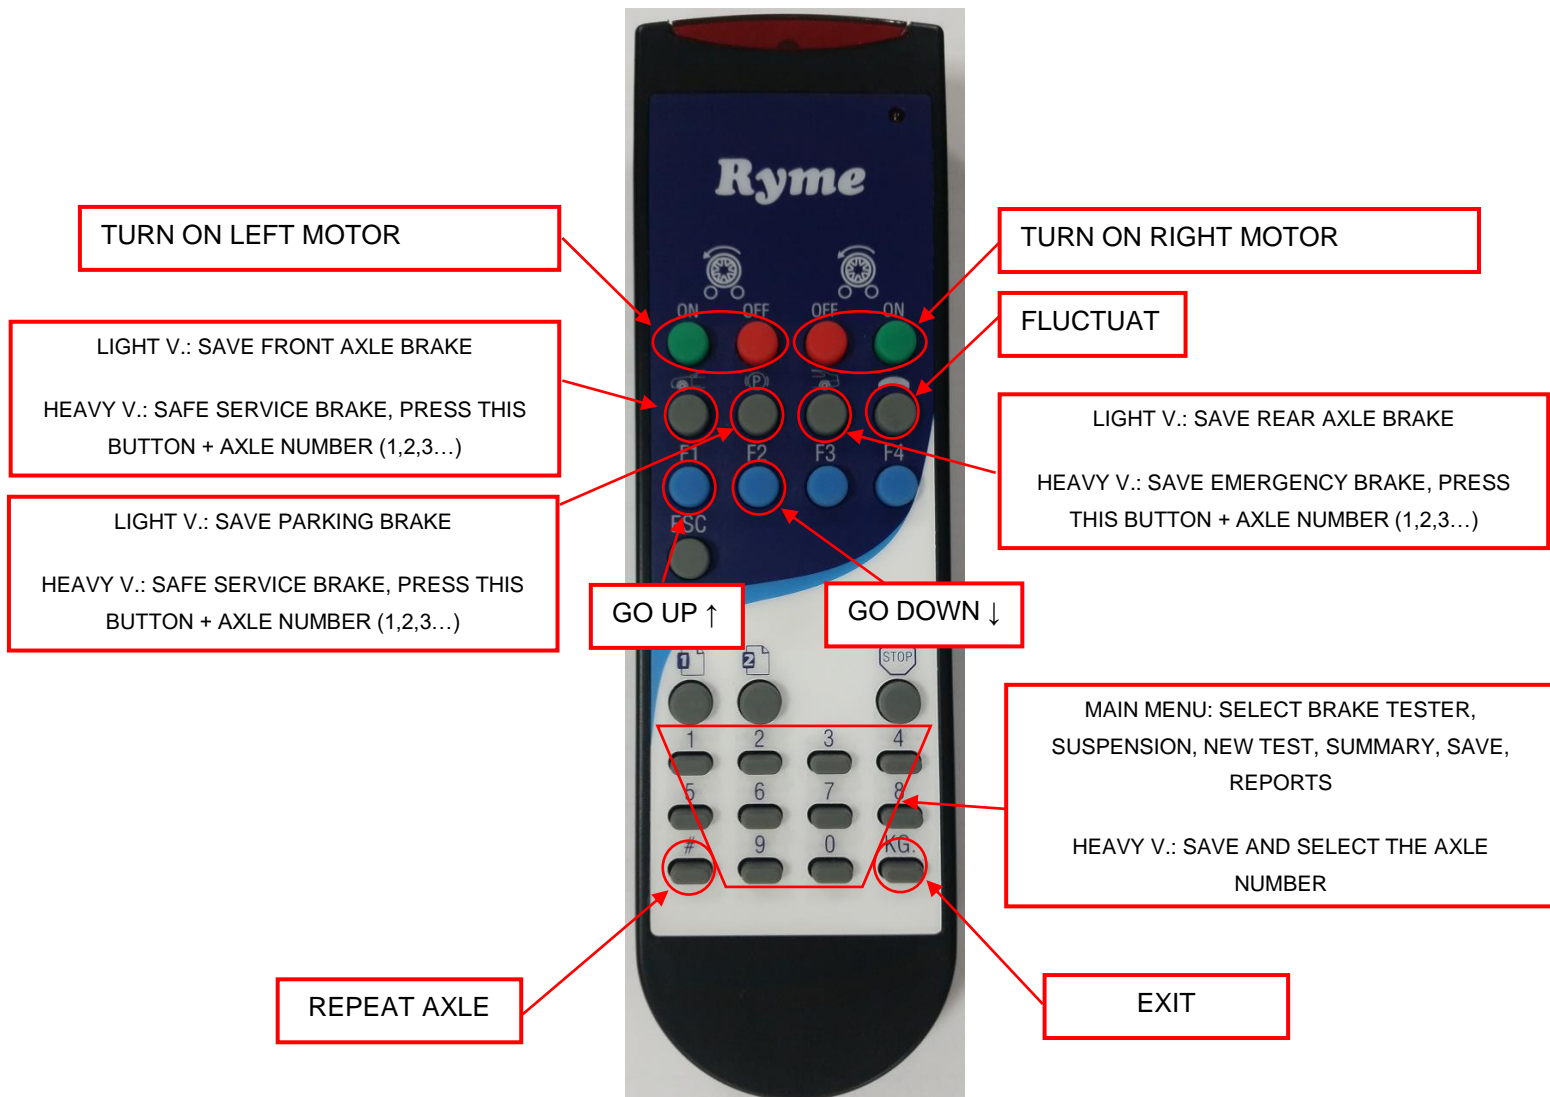 Ryme
TURN ON LEFT MOTOR
TURN ON RIGHT MOTOR
ON OFF OFF ON
FLUCTUAT
LIGHT V.: SAVE FRONT AXLE BRAKE
HEAVY V.: SAFE SERVICE BRAKE, PRESS THIS
BUTTON + AXLE NUMBER (1,2,3…)
(P)
LIGHT V.: SAVE REAR AXLE BRAKE
HEAVY V.: SAVE EMERGENCY BRAKE, PRESS
THIS BUTTON + AXLE NUMBER (1,2,3…)
F1 F2 F3 F4
LIGHT V.: SAVE PARKING BRAKE
HEAVY V.: SAFE SERVICE BRAKE, PRESS THIS
BUTTON + AXLE NUMBER (1,2,3…)
ESC
GO UP ↑
GO DOWN ↓
1 2 STOP
MAIN MENU: SELECT BRAKE TESTER,
SUSPENSION, NEW TEST, SUMMARY, SAVE,
REPORTS
HEAVY V.: SAVE AND SELECT THE AXLE
NUMBER
1 2 3 4
5 6 7 8
# 9 0 KG.
REPEAT AXLE
EXIT